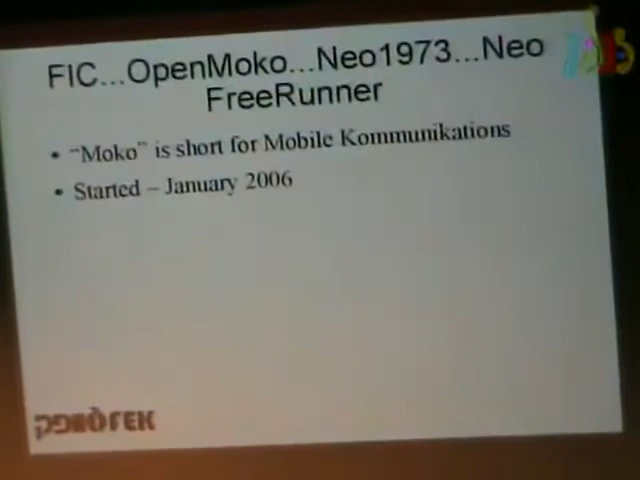 FIC...OpenMoko...Neo1973...Neo
FreeRunner
• “Moko” is short for Mobile Kommunikations
• Started – January 2006